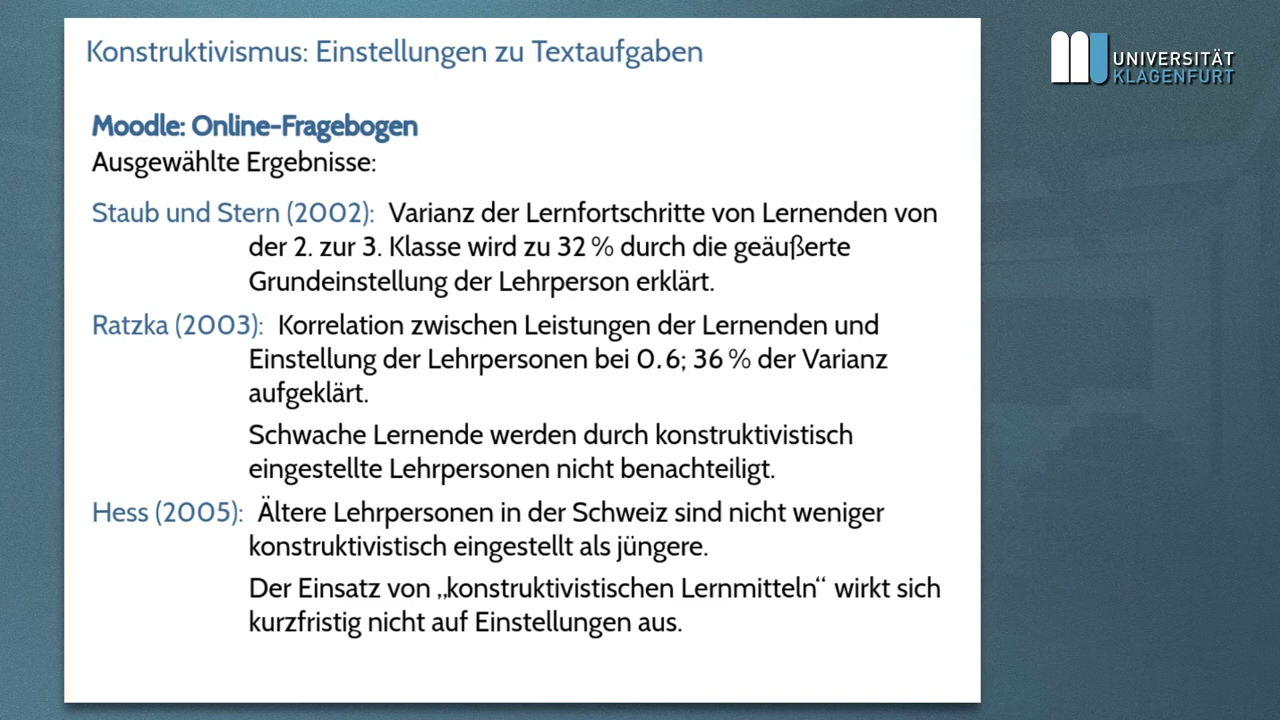 Konstruktivismus: Einstellungen zu Textaufgaben
UNIVERSITÄT
KLAGENFURT
Moodle: Online-Fragebogen
Ausgewählte Ergebnisse:
Staub und Stern (2002): Varianz der Lernfortschritte von Lernenden von
der 2. zur 3. Klasse wird zu 32 % durch die geäußerte
Grundeinstellung der Lehrperson erklärt.
Ratzka (2003): Korrelation zwischen Leistungen der Lernenden und
Einstellung der Lehrpersonen bei 0.6; 36 % der Varianz
aufgeklärt.
Schwache Lernende werden durch konstruktivistisch
eingestellte Lehrpersonen nicht benachteiligt.
Hess (2005): Ältere Lehrpersonen in der Schweiz sind nicht weniger
konstruktivistisch eingestellt als jüngere.
Der Einsatz von „konstruktivistischen Lernmitteln“ wirkt sich
kurzfristig nicht auf Einstellungen aus.